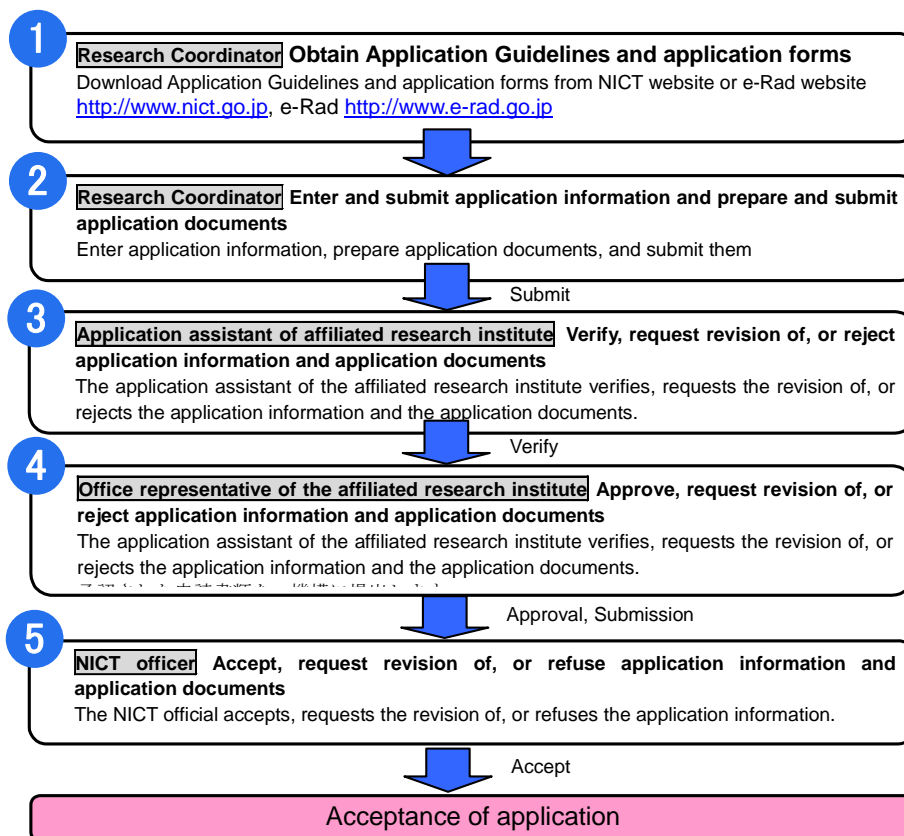 1
Research Coordinator Obtain Application Guidelines and application forms
Download Application Guidelines and application forms from NICT website or e-Rad website
http://www.nict.go.jp, e-Rad http://www.e-rad.go.jp
2
Research Coordinator Enter and submit application information and prepare and submit
application documents
Enter application information, prepare application documents, and submit them
Submit
3
Application assistant of affiliated research institute Verify, request revision of, or reject
application information and application documents
The application assistant of the affiliated research institute verifies, requests the revision of, or
rejects the application information and the application documents.
Verify
4
Office representative of the affiliated research institute Approve, request revision of, or
reject application information and application documents
The application assistant of the affiliated research institute verifies, requests the revision of, or
rejects the application information and the application documents.
Approval, Submission
5
NICT officer Accept, request revision of, or refuse application information and
application documents
The NICT official accepts, requests the revision of, or refuses the application information.
Accept
Acceptance of application